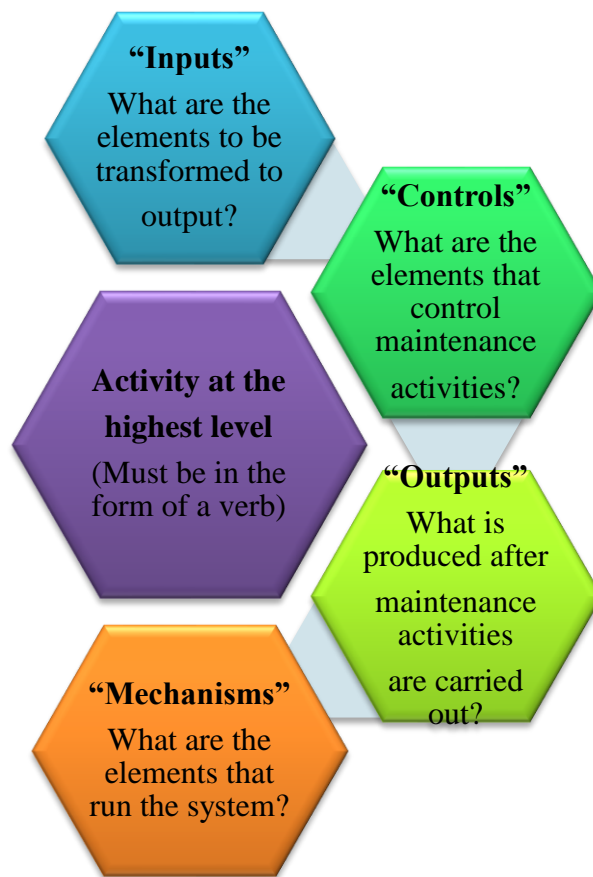 “Inputs”
What are the
elements to be
transformed to
output?
“Controls”
What are the
elements that
control
maintenance
activities?
Activity at the
highest level
(Must be in the
form of a verb)
“Outputs”
What is
produced after
maintenance
activities
are carried
out?
“Mechanisms”
What are the
elements that
run the system?